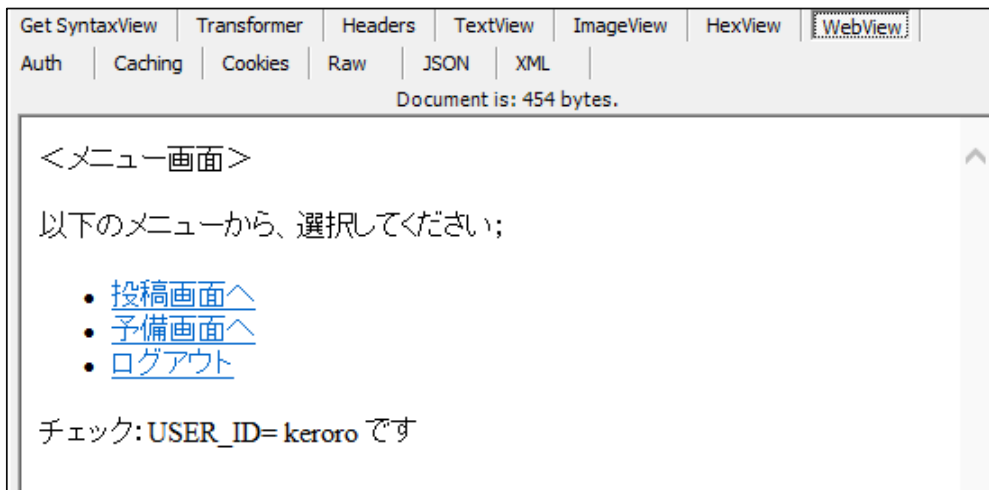 Get SyntaxView Transformer Headers TextView ImageView HexView WebView
Auth Caching Cookies Raw JSON XML
Document is: 454 bytes.
＜メニュー画面＞
以下のメニューから、選択してください；
• 投稿画面へ
• 予備画面へ
• ログアウト
チェック：USER_ID= keroro です